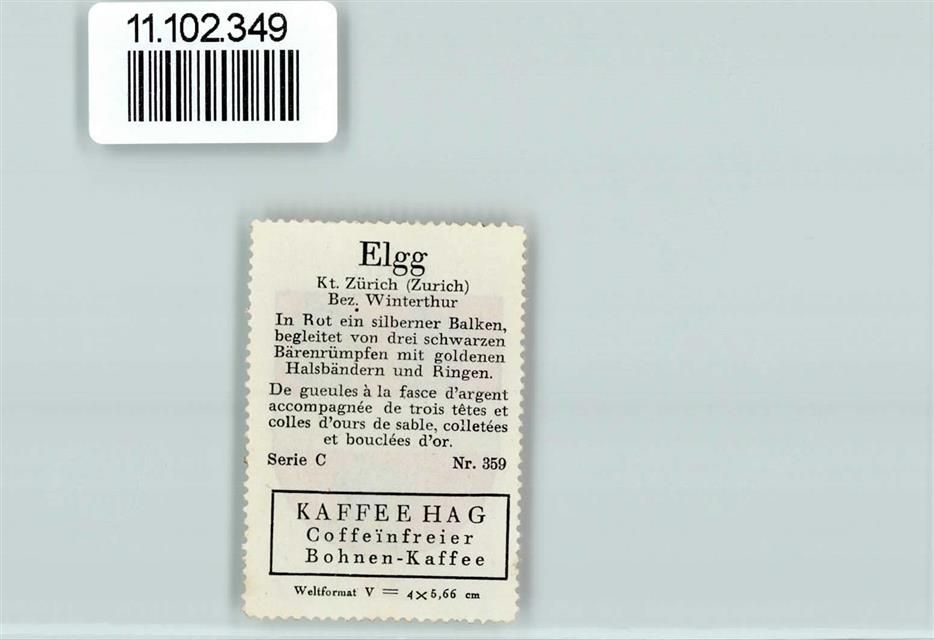 11.102.349
Elgg
Kt. Zürich (Zurich)
Bez. Winterthur
In Rot ein silberner Balken,
begleitet von drei schwarzen
Bärenrümpfen mit goldenen
Halsbändern und Ringen.
De gueules à la fasce d'argent
accompagnée de trois têtes et
colles d'ours de sable, colletées
et bouclées d'or.
Serie C Nr. 359
KAFFEE HAG
Coffeïnfreier
Bohnen-Kaffee
Weltformat V = 4×5,66 cm